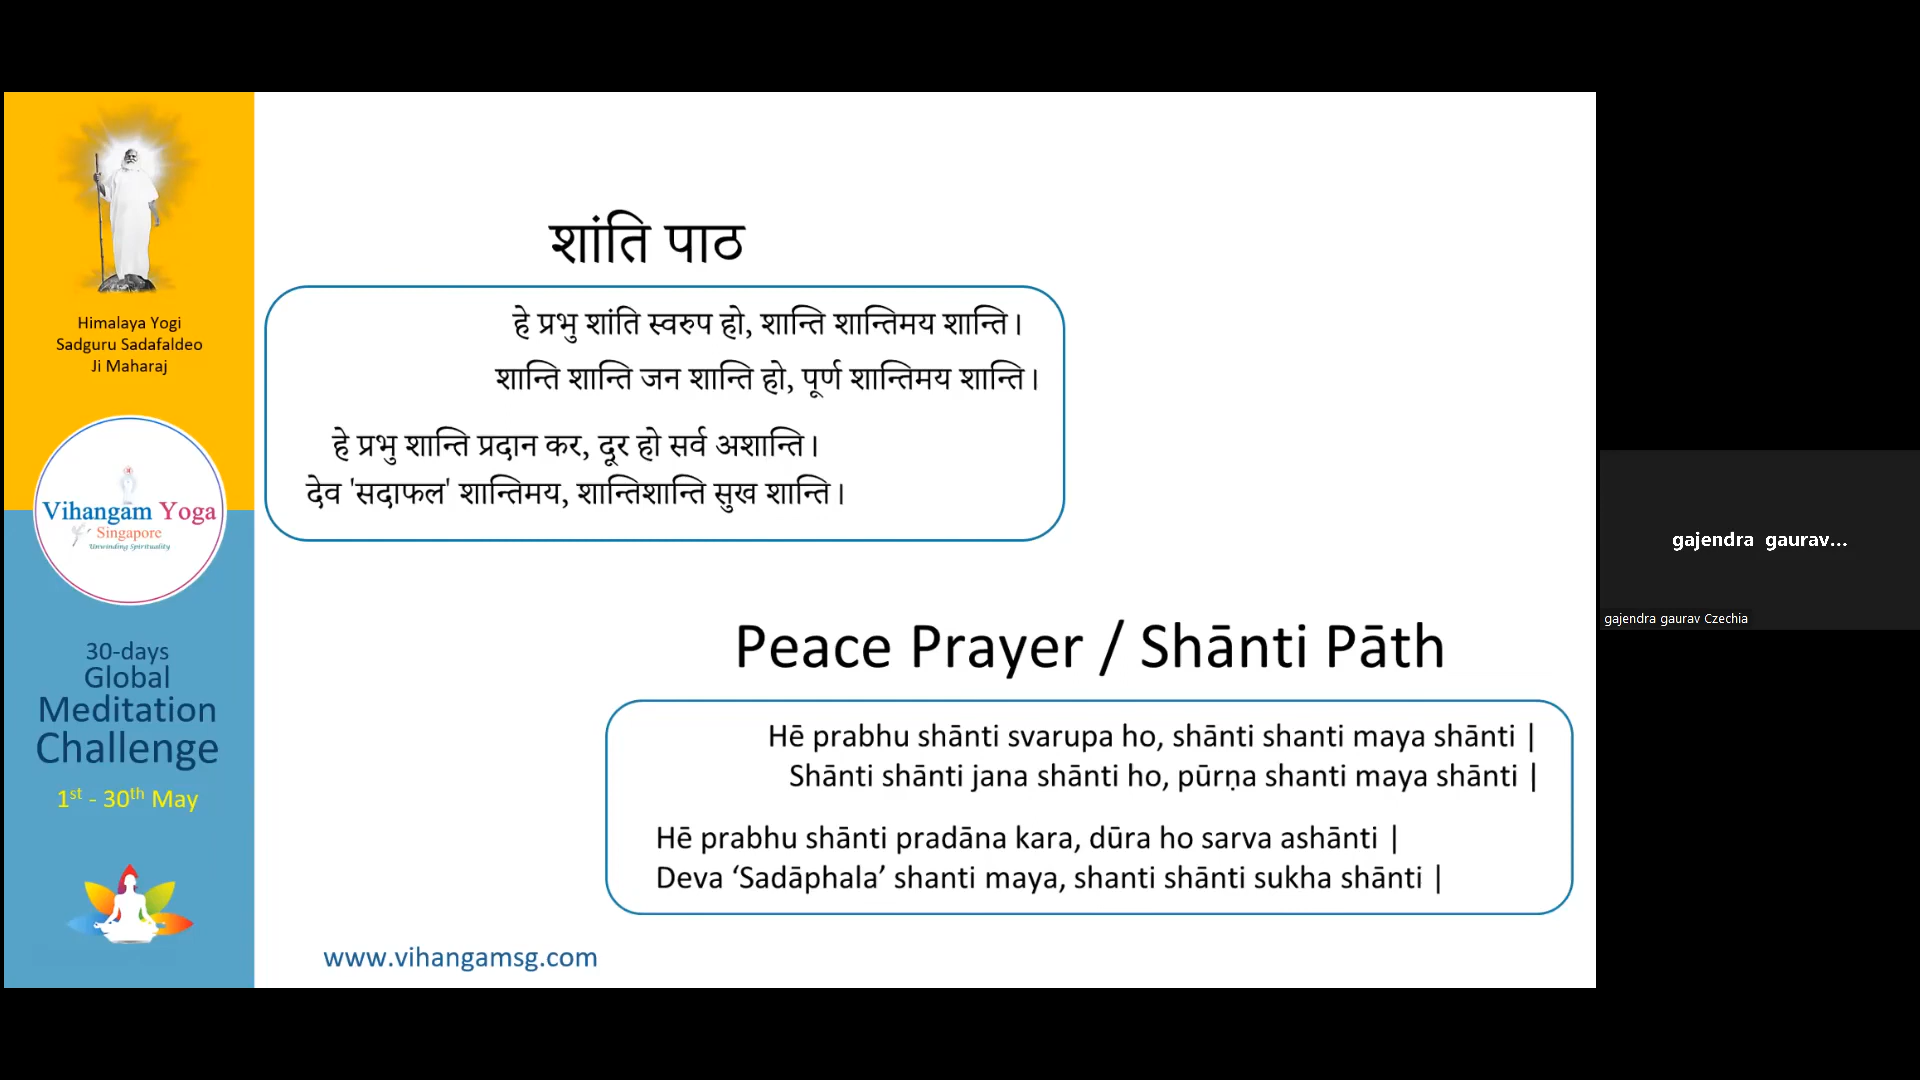 Himalaya Yogi
Sadguru Sadafaldeo
Ji Maharaj
Vihangam Yoga
Singapore
Unwinding Spirituality
30-days
Global
Meditation
Challenge
1st - 30th May
शांति पाठ
हे प्रभु शांति स्वरुप हो, शान्ति शान्तिमय शान्ति।
शान्ति शान्ति जन शान्ति हो, पूर्ण शान्तिमय शान्ति।
हे प्रभु शान्ति प्रदान कर, दूर हो सर्व अशान्ति।
देव 'सदाफल' शान्तिमय, शान्तिशान्ति सुख शान्ति।
Peace Prayer / Shānti Pāth
Hē prabhu shānti svarupa ho, shānti shanti maya shānti |
Shānti shānti jana shānti ho, pūrṇa shanti maya shānti |
Hē prabhu shānti pradāna kara, dūra ho sarva ashānti |
Deva ‘Sadāphala’ shanti maya, shanti shānti sukha shānti |
www.vihangamsg.com
gajendra gaurav...
gajendra gaurav Czechia